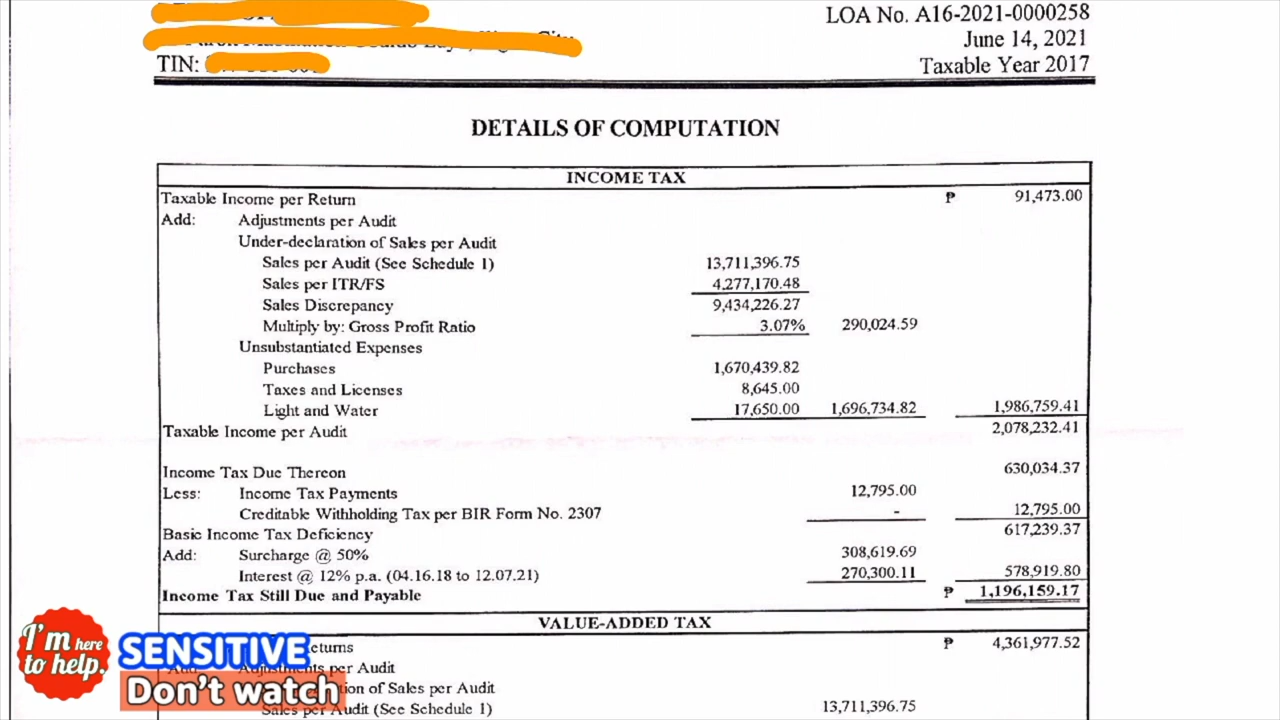 LOA No. A16-2021-0000258
June 14, 2021
TIN:
Taxable Year 2017
DETAILS OF COMPUTATION
INCOME TAX
Taxable Income per Return ₱ 91,473.00
Add: Adjustments per Audit
Under-declaration of Sales per Audit
Sales per Audit (See Schedule 1) 13,711,396.75
Sales per ITR/FS 4,277,170.48
Sales Discrepancy 9,434,226.27
Multiply by: Gross Profit Ratio 3.07% 290,024.59
Unsubstantiated Expenses
Purchases 1,670,439.82
Taxes and Licenses 8,645.00
Light and Water 17,650.00 1,696,734.82 1,986,759.41
Taxable Income per Audit 2,078,232.41
Income Tax Due Thereon 630,034.37
Less: Income Tax Payments 12,795.00
Creditable Withholding Tax per BIR Form No. 2307 - 12,795.00
Basic Income Tax Deficiency 617,239.37
Add: Surcharge @ 50% 308,619.69
Interest @ 12% p.a. (04.16.18 to 12.07.21) 270,300.11 578,919.80
Income Tax Still Due and Payable ₱ 1,196,159.17
VALUE-ADDED TAX
eturns ₱ 4,361,977.52
Adjustments per Audit
ion of Sales per Audit
Sales per Audit (See Schedule 1) 13,711,396.75
I'm here
to help.
SENSITIVE
Don't watch